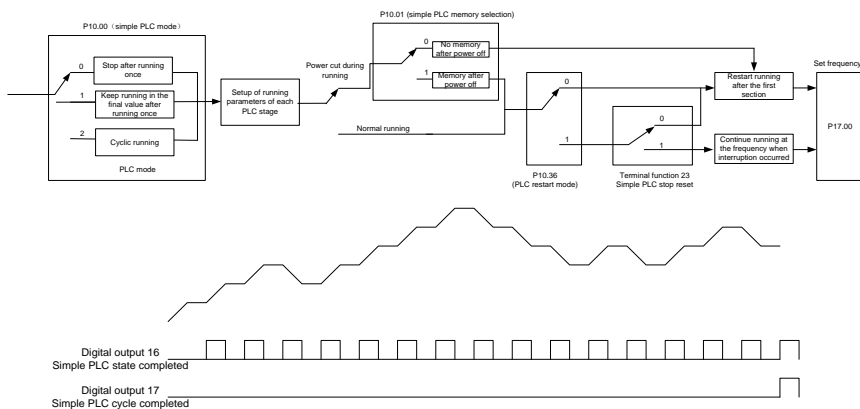 P10.00（simple PLC mode)
0
Stop after running
once
1
Keep running in the
final value after
running once
2
Cyclic running
PLC mode
Setup of running
parameters of each
PLC stage
Power cut during
running
Normal running
P10.01 (simple PLC memory selection)
0
No memory
after power off
1
Memory after
power off
0
1
P10.36
(PLC restart mode)
0
1
Terminal function 23
Simple PLC stop reset
Restart running
after the first
section
Continue running at
the frequency when
interruption occurred
Set frequency
P17.00
Digital output 16
Simple PLC state completed
Digital output 17
Simple PLC cycle completed